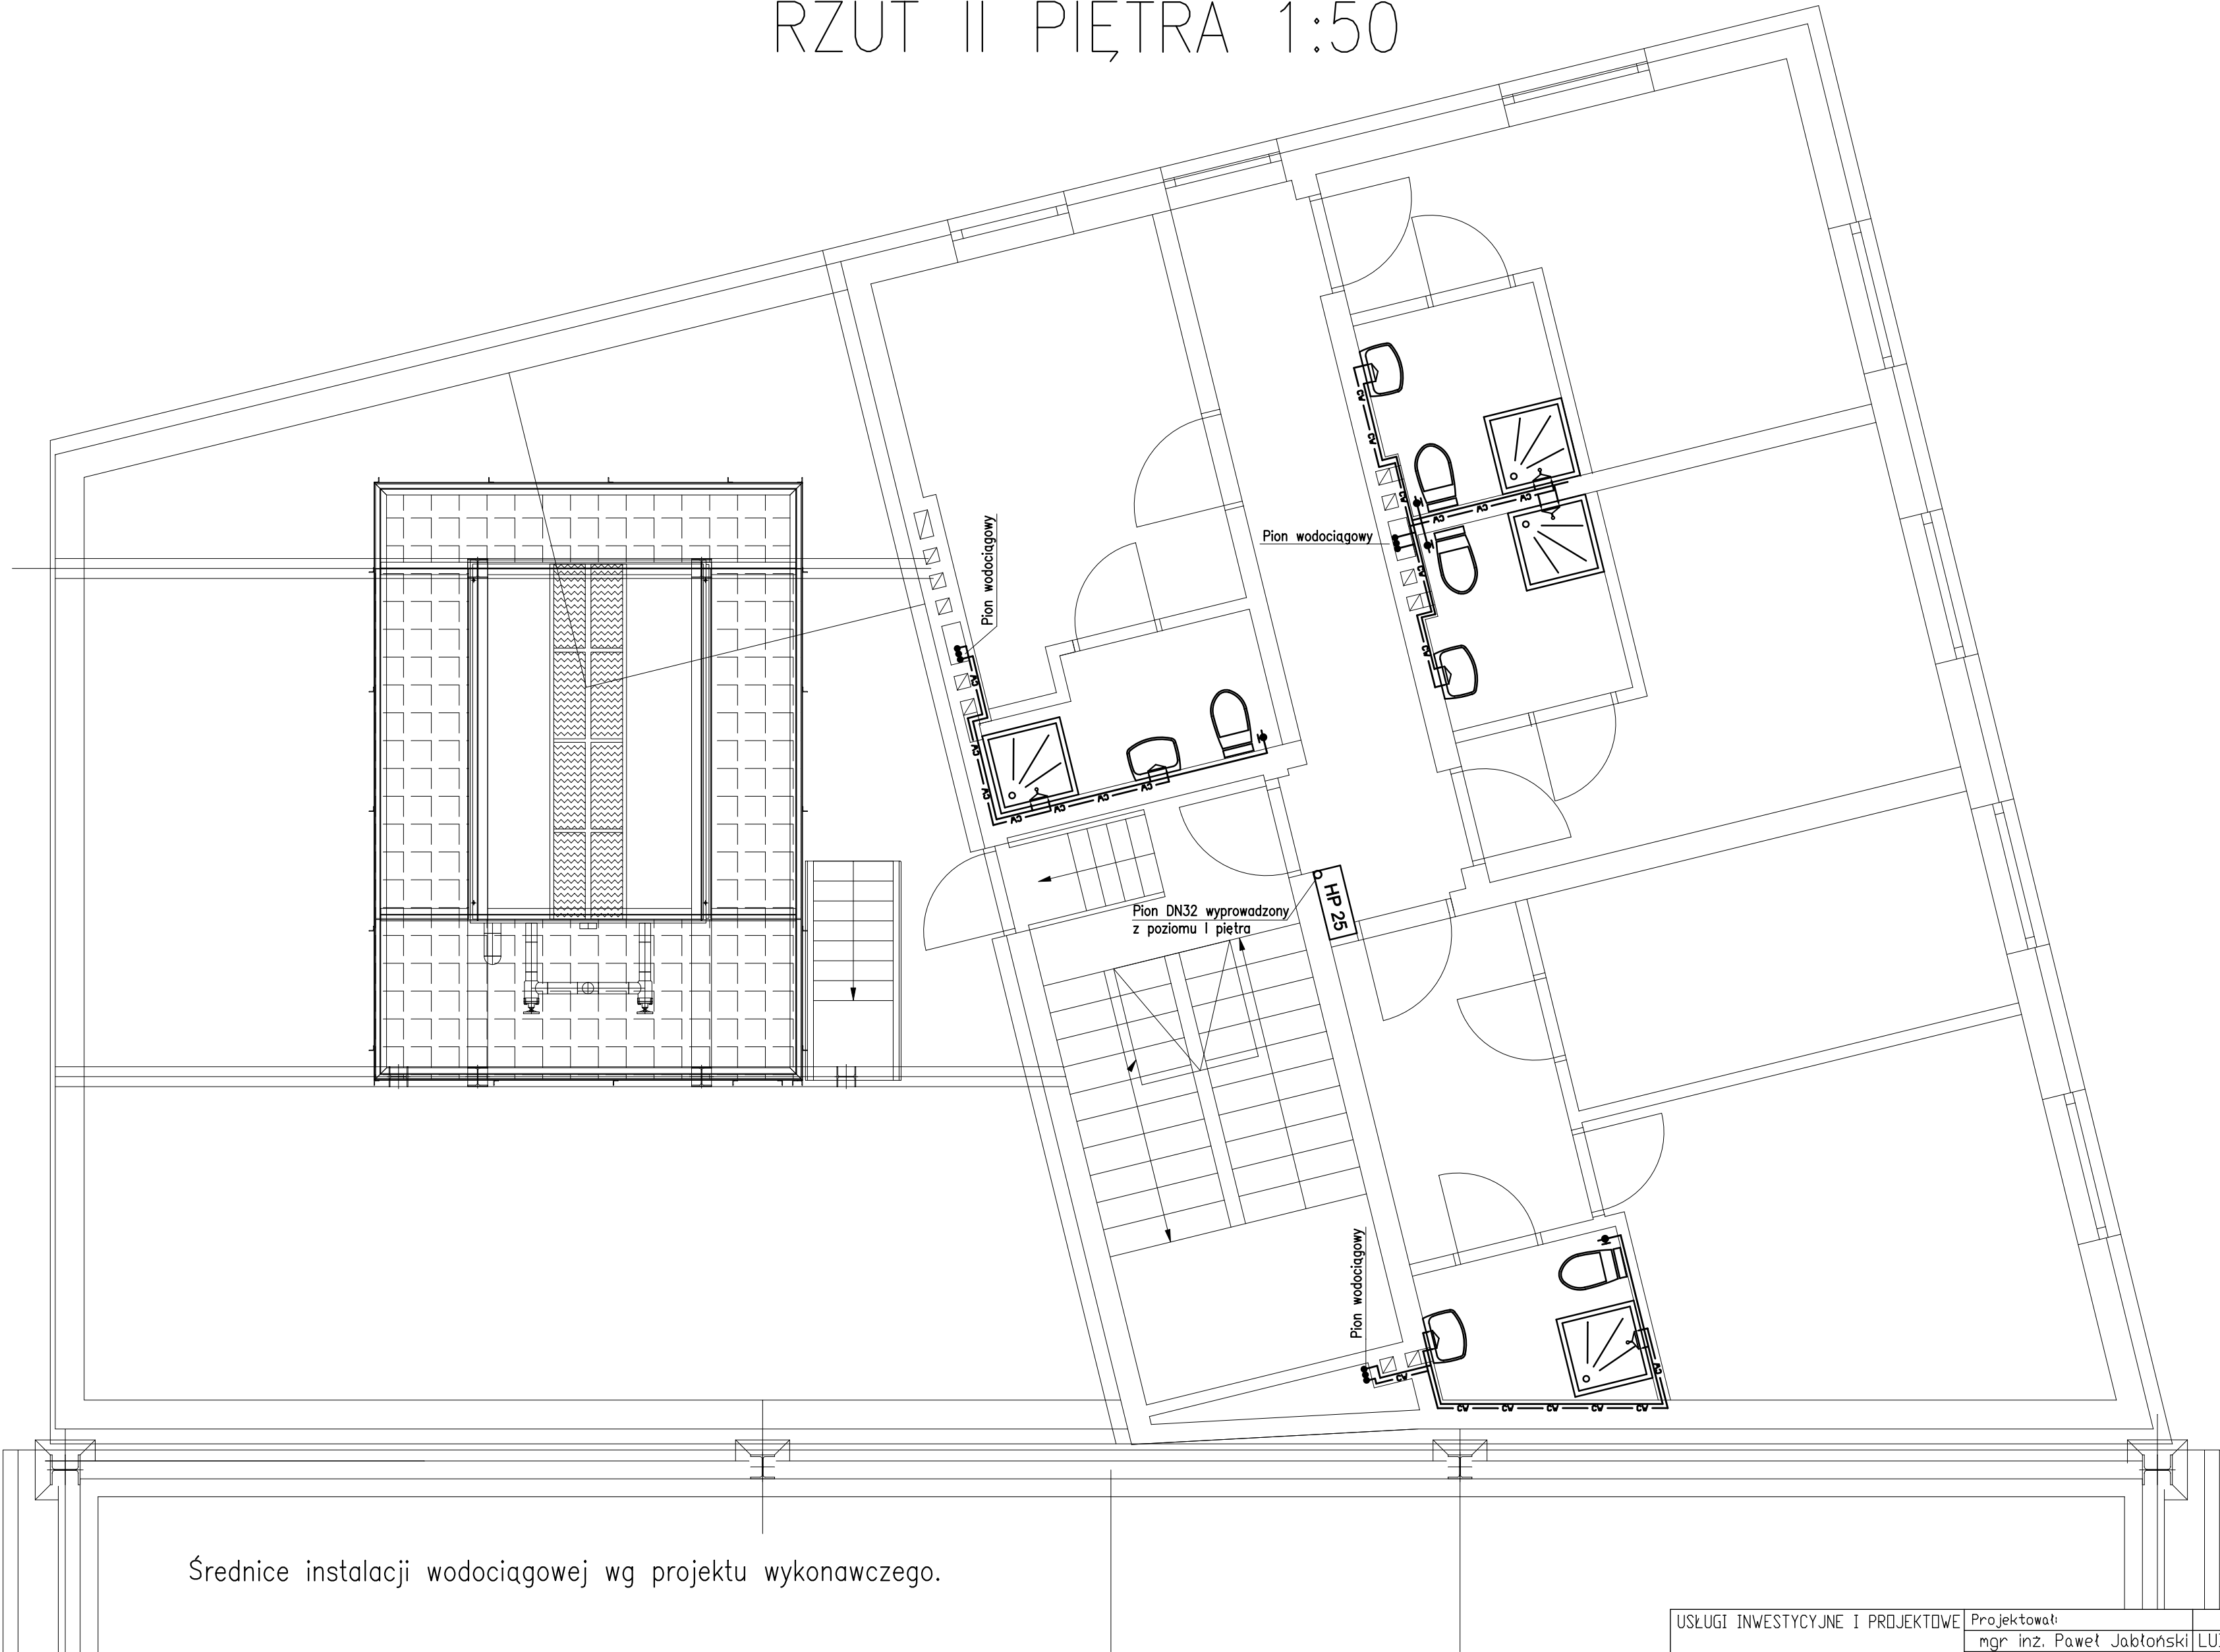 RZUT II PIĘTRA 1:50
Pion wodociągowy
Pion wodociągowy
Pion DN32 wyprowadzony
z poziomu I piętra
HP 25
Pion wodociągowy
Średnice instalacji wodociągowej wg projektu wykonawczego.
USŁUGI INWESTYCYJNE I PROJEKTOWE
Projektował:
mgr inż. Paweł Jabłoński